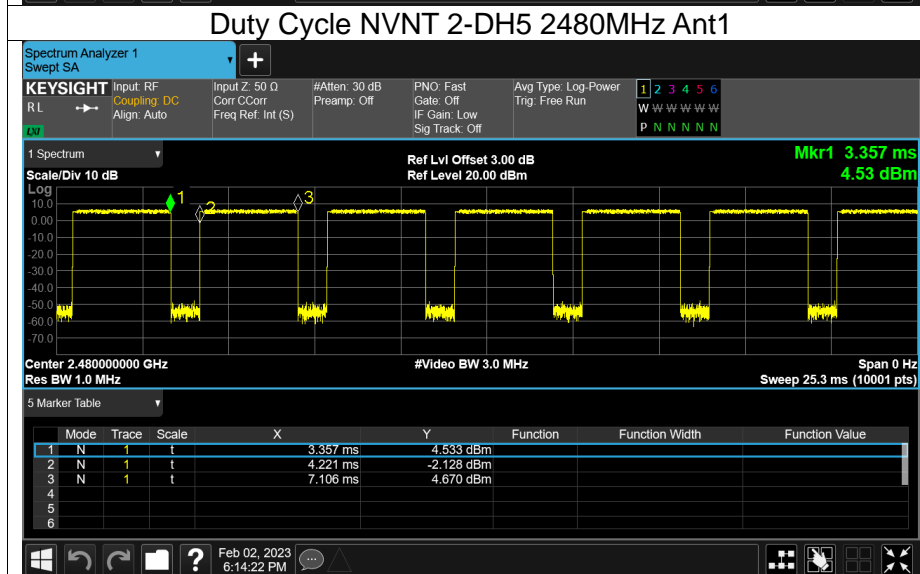 Duty Cycle NVNT 2-DH5 2480MHz Ant1
Spectrum Analyzer 1
Swept SA
+
KEYSIGHT Input: RF Input Z: 50 Ω #Atten: 30 dB PNO: Fast Avg Type: Log-Power 1 2 3 4 5 6
R L Coupling: DC Corr CCorr Preamp: Off Gate: Off Trig: Free Run W W W W W W
Align: Auto Freq Ref: Int (S) IF Gain: Low
LXI Sig Track: Off P N N N N N
1 Spectrum Ref Lvl Offset 3.00 dB Mkr1 3.357 ms
Scale/Div 10 dB Ref Level 20.00 dBm 4.53 dBm
Log
10.0
0.00
-10.0
-20.0
-30.0
-40.0
-50.0
-60.0
-70.0
1
2
3
Center 2.480000000 GHz #Video BW 3.0 MHz Span 0 Hz
Res BW 1.0 MHz Sweep 25.3 ms (10001 pts)
5 Marker Table
Mode Trace Scale X Y Function Function Width Function Value
1 N 1 t 3.357 ms 4.533 dBm
2 N 1 t 4.221 ms -2.128 dBm
3 N 1 t 7.106 ms 4.670 dBm
4
5
6
? Feb 02, 2023
6:14:22 PM